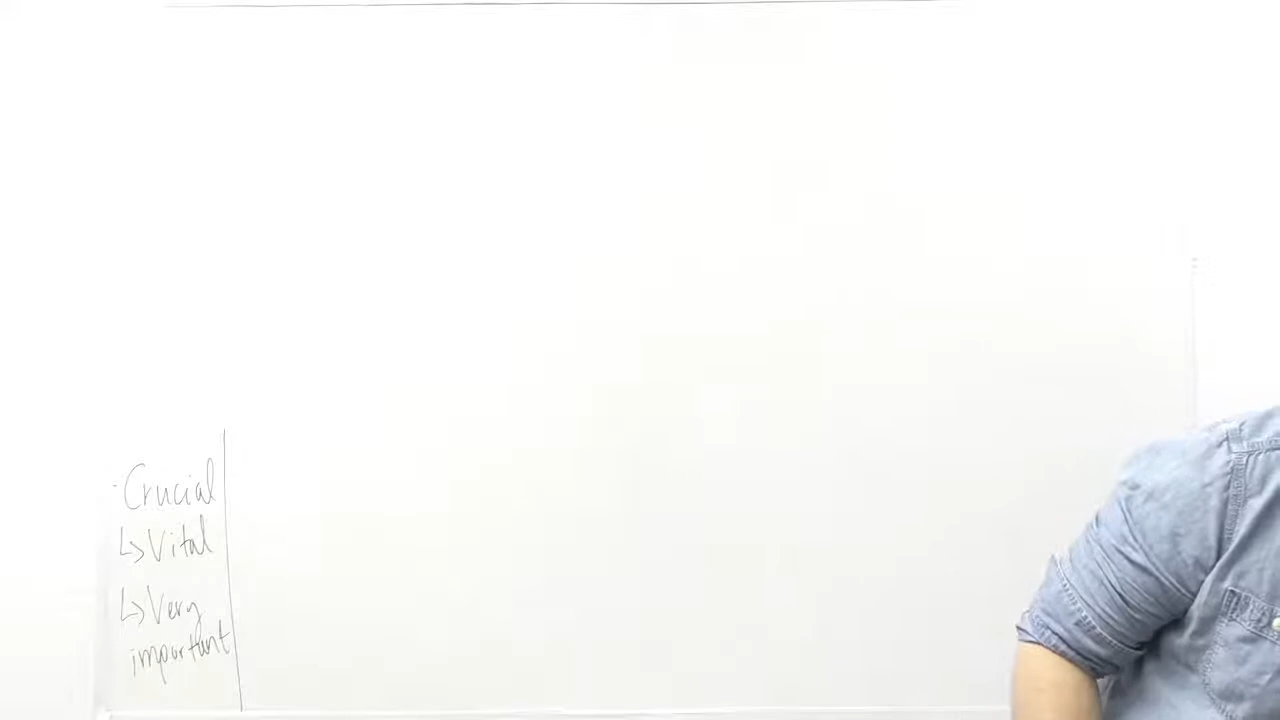 · Crucial
↳ Vital
↳ Very
important